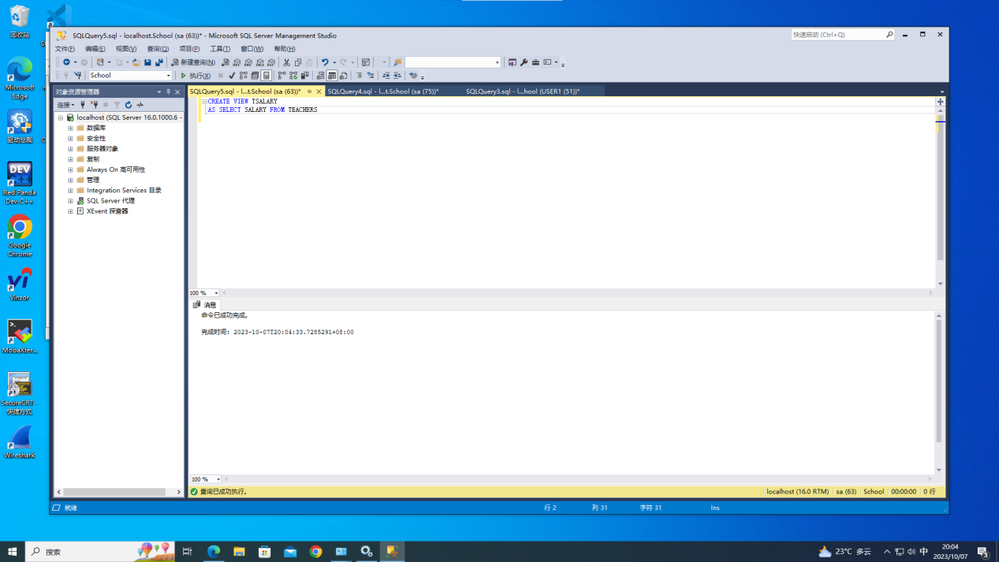 回收站
Microsoft
Edge
驱动总裁
Red Panda
Dev-C++
Google
Chrome
Vinzor
MobaXter...
SecureCRT -
快捷方式
Wireshark
SQLQuery5.sql - localhost.School (sa (63))* - Microsoft SQL Server Management Studio
快速启动 (Ctrl+Q)
文件(F) 编辑(E) 视图(V) 查询(Q) 项目(P) 工具(T) 窗口(W) 帮助(H)
新建查询(N)
School
执行(X)
对象资源管理器
连接
localhost (SQL Server 16.0.1000.6 -
数据库
安全性
服务器对象
复制
Always On 高可用性
管理
Integration Services 目录
SQL Server 代理
XEvent 探查器
SQLQuery5.sql - l...t.School (sa (63))* SQLQuery4.sql - l...t.School (sa (75))* SQLQuery3.sql - l...hool (USER1 (51))*
CREATE VIEW TSALARY
AS SELECT SALARY FROM TEACHERS
100 %
消息
命令已成功完成。
完成时间: 2023-10-07T20:04:33.7285291+08:00
100 %
查询已成功执行。 localhost (16.0 RTM) sa (63) School 00:00:00 0 行
就绪 行 2 列 31 字符 31 Ins
搜索
23°C 多云
中
20:04
2023/10/07
3